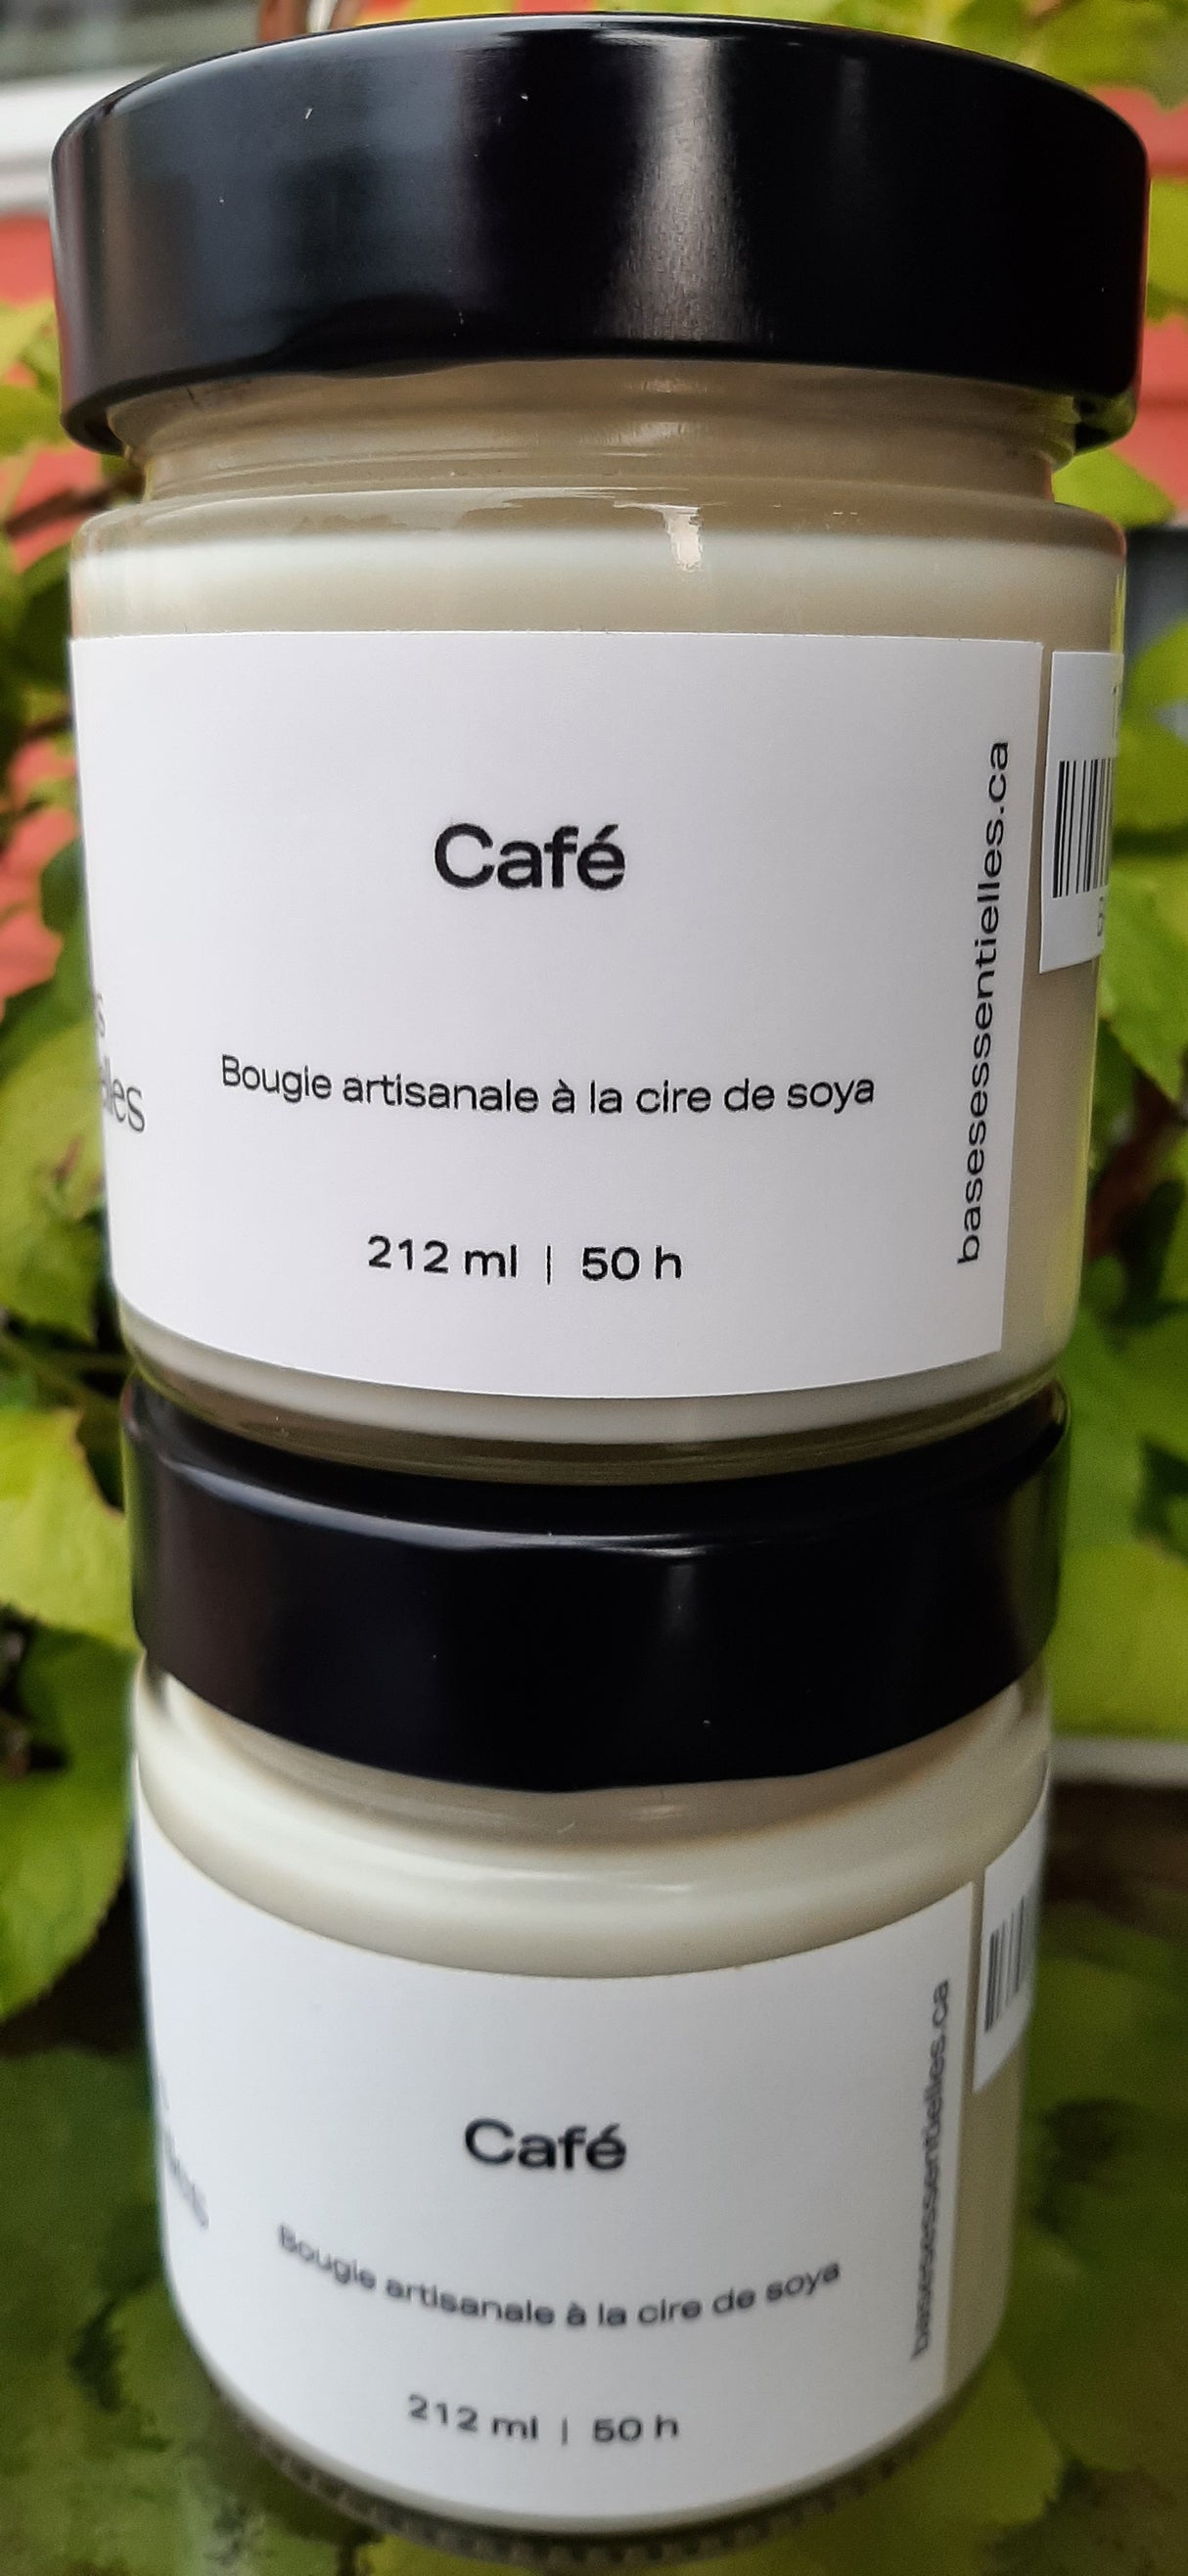 Café
Bougie artisanale à la cire de soya
212 ml | 50 h
basesessentielles.ca
Café
Bougie artisanale à la cire de soya
212 ml | 50 h
basesessentielles.ca